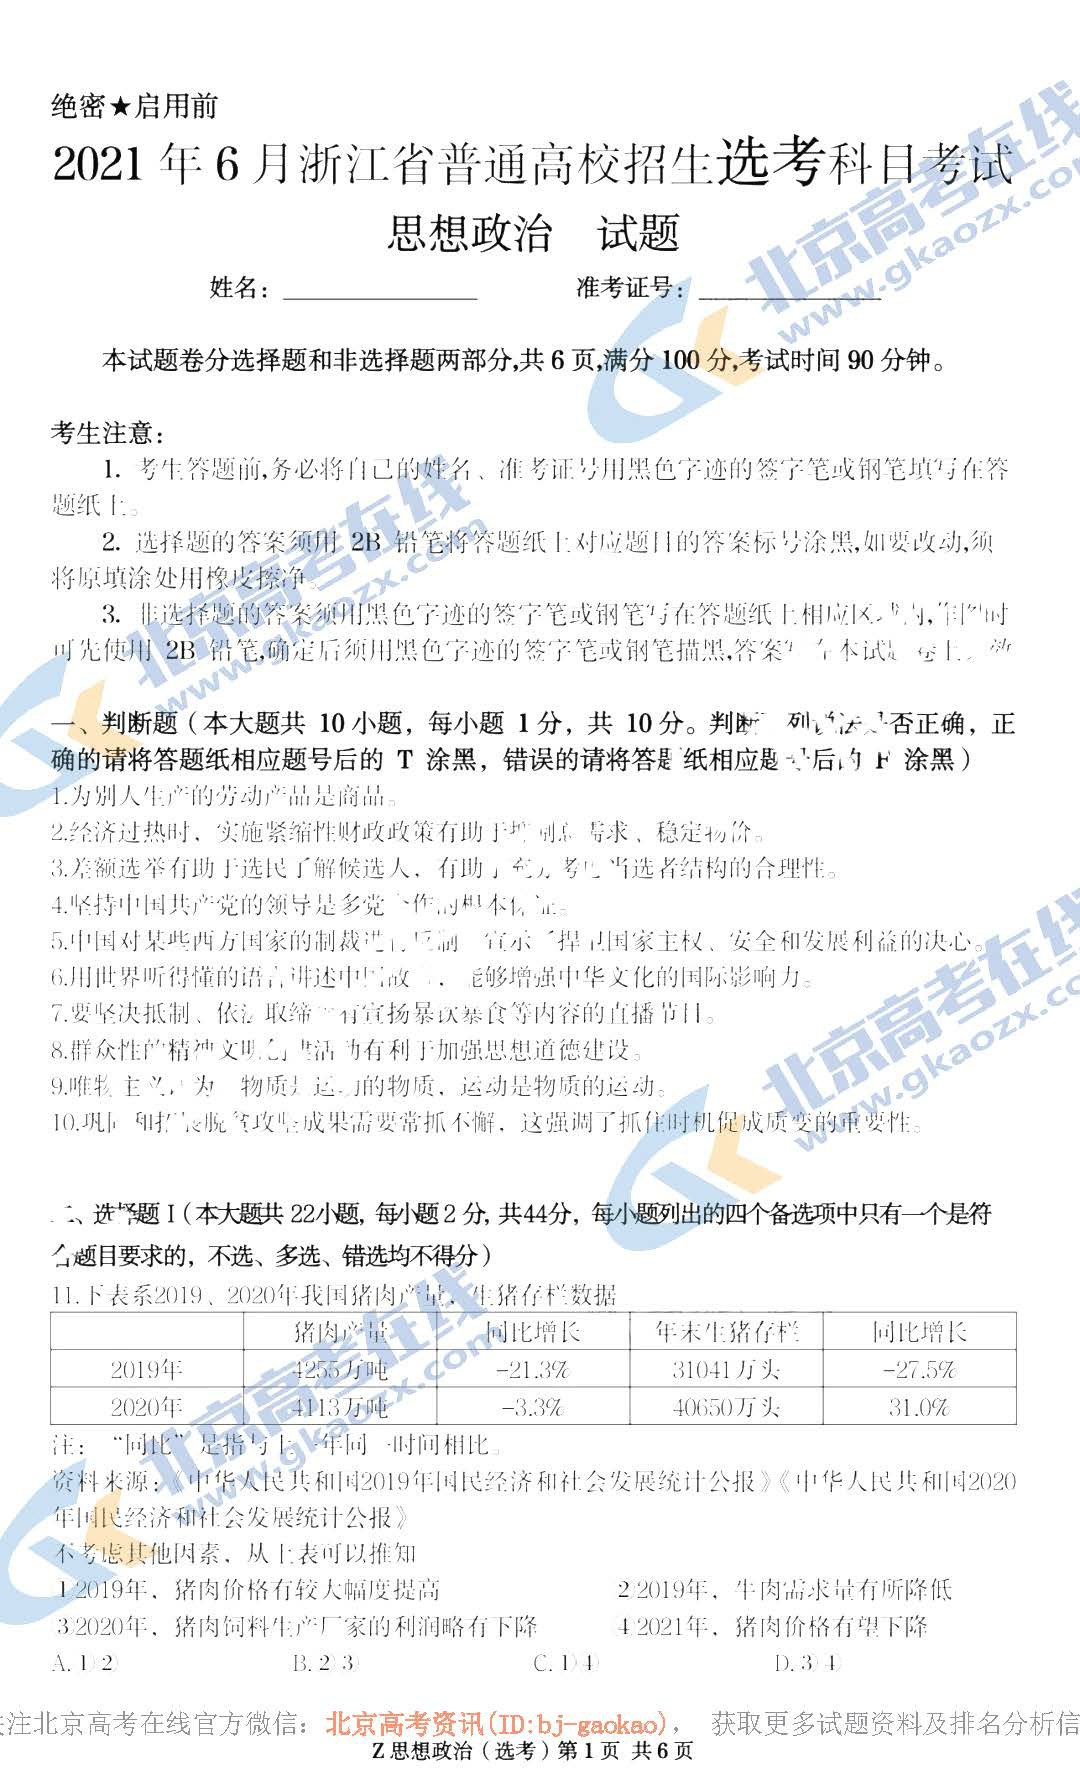 绝密★启用前
2021 年 6 月浙江省普通高校招生选考科目考试
思想政治 试题
姓名： 准考证号：
本试题卷分选择题和非选择题两部分,共 6 页,满分 100 分,考试时间 90 分钟。
考生注意：
1. 考生答题前,务必将自己的姓名、准考证号用黑色字迹的签字笔或钢笔填写在答
题纸上。
2. 选择题的答案须用 2B 铅笔将答题纸上对应题目的答案标号涂黑,如要改动,须
将原填涂处用橡皮擦净。
3. 非选择题的答案须用黑色字迹的签字笔或钢笔写在答题纸上相应区 内,作图时
可先使用 2B 铅笔,确定后须用黑色字迹的签字笔或钢笔描黑,答案 本试 卷上 效
一、判断题（本大题共 10 小题，每小题 1 分，共 10 分。判断 列说法是否正确，正
确的请将答题纸相应题号后的 T 涂黑，错误的请将答题纸相应题号后的 F 涂黑）
1.为别人生产的劳动产品是商品。
2.经济过热时，实施紧缩性财政政策有助于 需求、稳定物价。
3.差额选举有助于选民了解候选人，有助于 考虑当选者结构的合理性。
4.坚持中国共产党的领导是多党合作的根本保证。
5.中国对某些西方国家的制裁进行反制，宣示了捍卫国家主权、安全和发展利益的决心。
6.用世界听得懂的语言讲述中国故 ，能够增强中华文化的国际影响力。
7.要坚决抵制、依法取缔 有宣扬暴饮暴食等内容的直播节目。
8.群众性的精神文明创建活动有利于加强思想道德建设。
9.唯物主义认为 物质是运动的物质，运动是物质的运动。
10.巩固和拓展脱贫攻坚成果需要常抓不懈，这强调了抓住时机促成质变的重要性。
二、选择题 I（本大题共 22小题，每小题 2 分，共44分，每小题列出的四个备选项中只有一个是符
合题目要求的，不选、多选、错选均不得分）
11.下表系2019、2020年我国猪肉产量、生猪存栏数据
猪肉产量 同比增长 年末生猪存栏 同比增长
2019年 4255万吨 -21.3% 31041万头 -27.5%
2020年 4113万吨 -3.3% 40650万头 31.0%
注：“同比”是指与上一年同一时间相比。
资料来源：《中华人民共和国2019年国民经济和社会发展统计公报》《中华人民共和国2020
年国民经济和社会发展统计公报》
不考虑其他因素，从上表可以推知
①2019年，猪肉价格有较大幅度提高 ②2019年，牛肉需求量有所降低
③2020年，猪肉饲料生产厂家的利润略有下降 ④2021年，猪肉价格有望下降
A.①② B.②③ C.①④ D.③④
注北京高考在线官方微信：北京高考资讯(ID:bj-gaokao)， 获取更多试题资料及排名分析信
Z 思想政治（选考）第 1 页 共 6 页
北京高考在线
www.gkaozx.com